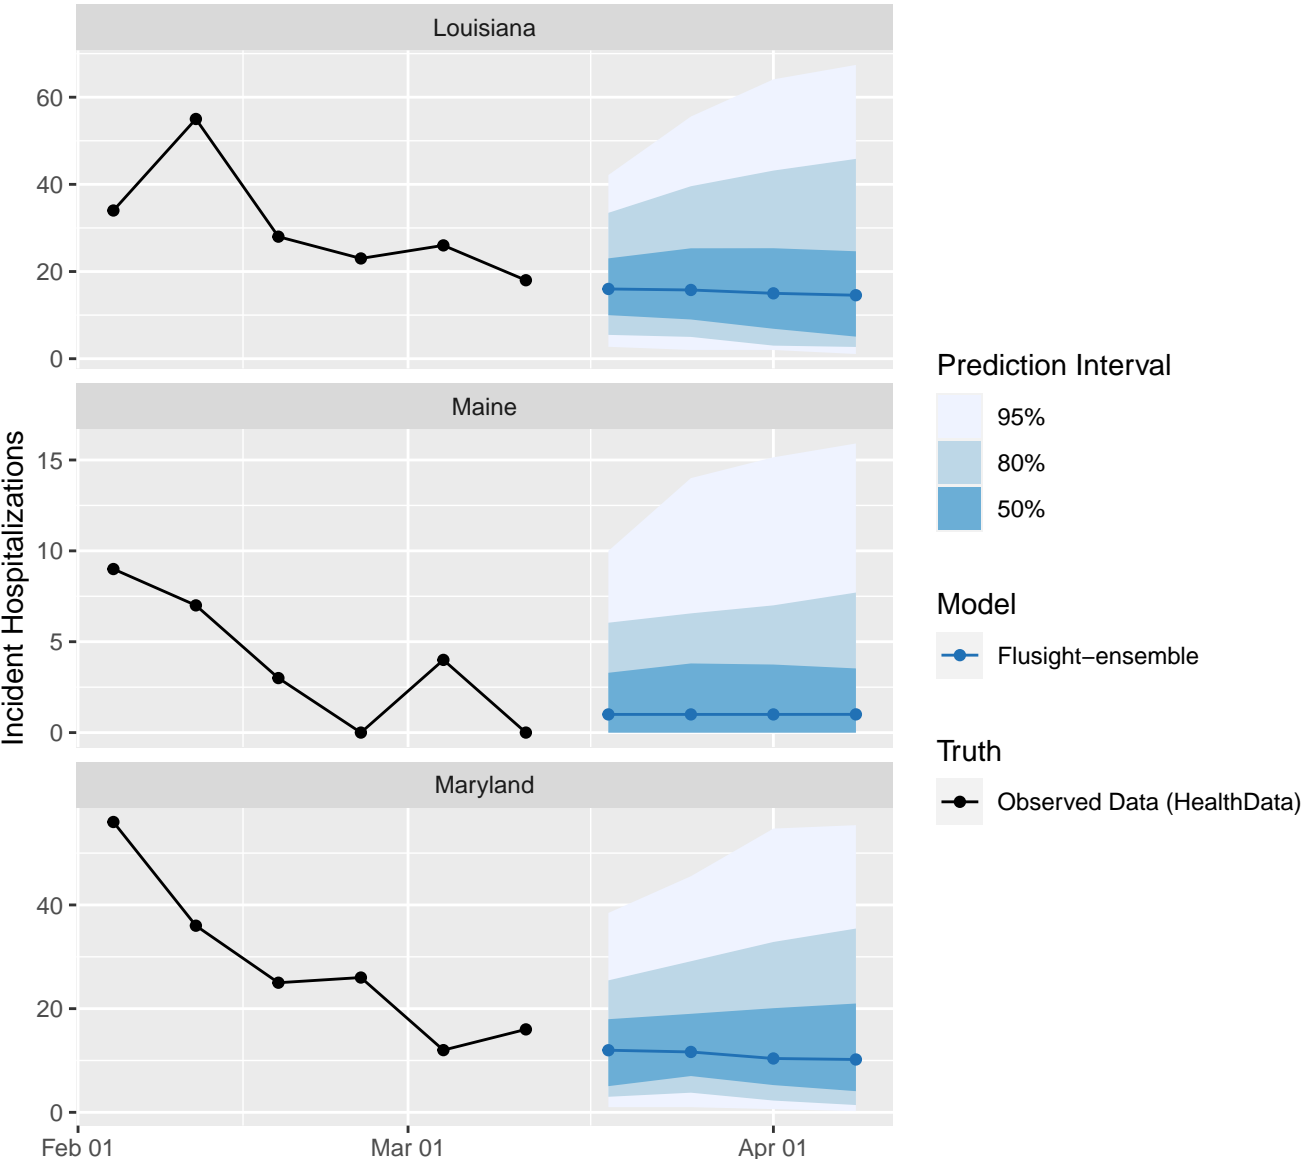 Louisiana
60
40
20
0
Maine
15
10
5
0
Maryland
40
20
0
Feb 01
Mar 01
Apr 01
Incident Hospitalizations
Prediction Interval
95%
80%
50%
Model
Flusight−ensemble
Truth
Observed Data (HealthData)